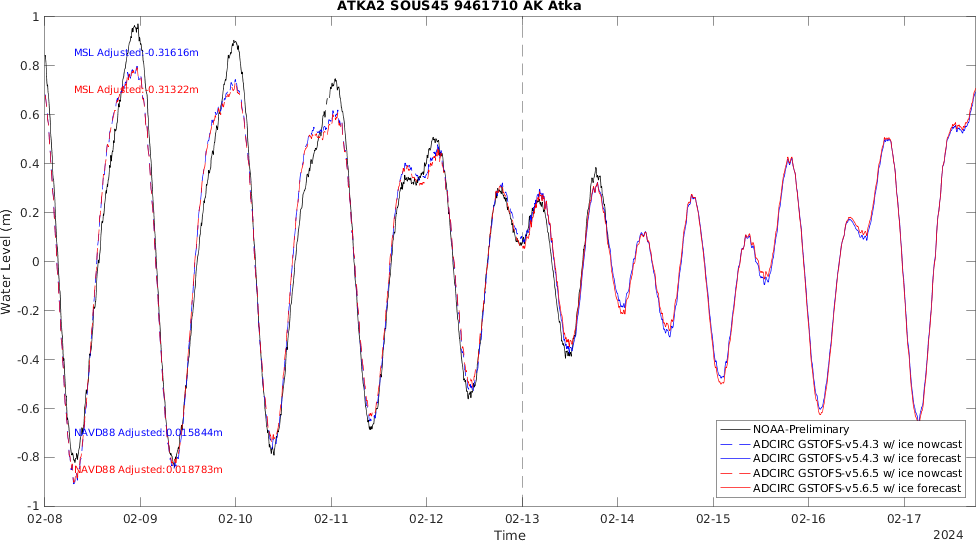 ATKA2 SOUS45 9461710 AK Atka
MSL Adjusted:-0.31616m
MSL Adjusted:-0.31322m
NAVD88 Adjusted:0.015844m
NAVD88 Adjusted:0.018783m
Water Level (m)
1
0.8
0.6
0.4
0.2
0
-0.2
-0.4
-0.6
-0.8
-1
NOAA-Preliminary
ADCIRC GSTOFS-v5.4.3 w/ ice nowcast
ADCIRC GSTOFS-v5.4.3 w/ ice forecast
ADCIRC GSTOFS-v5.6.5 w/ ice nowcast
ADCIRC GSTOFS-v5.6.5 w/ ice forecast
02-08 02-09 02-10 02-11 02-12 02-13 02-14 02-15 02-16 02-17
Time
2024